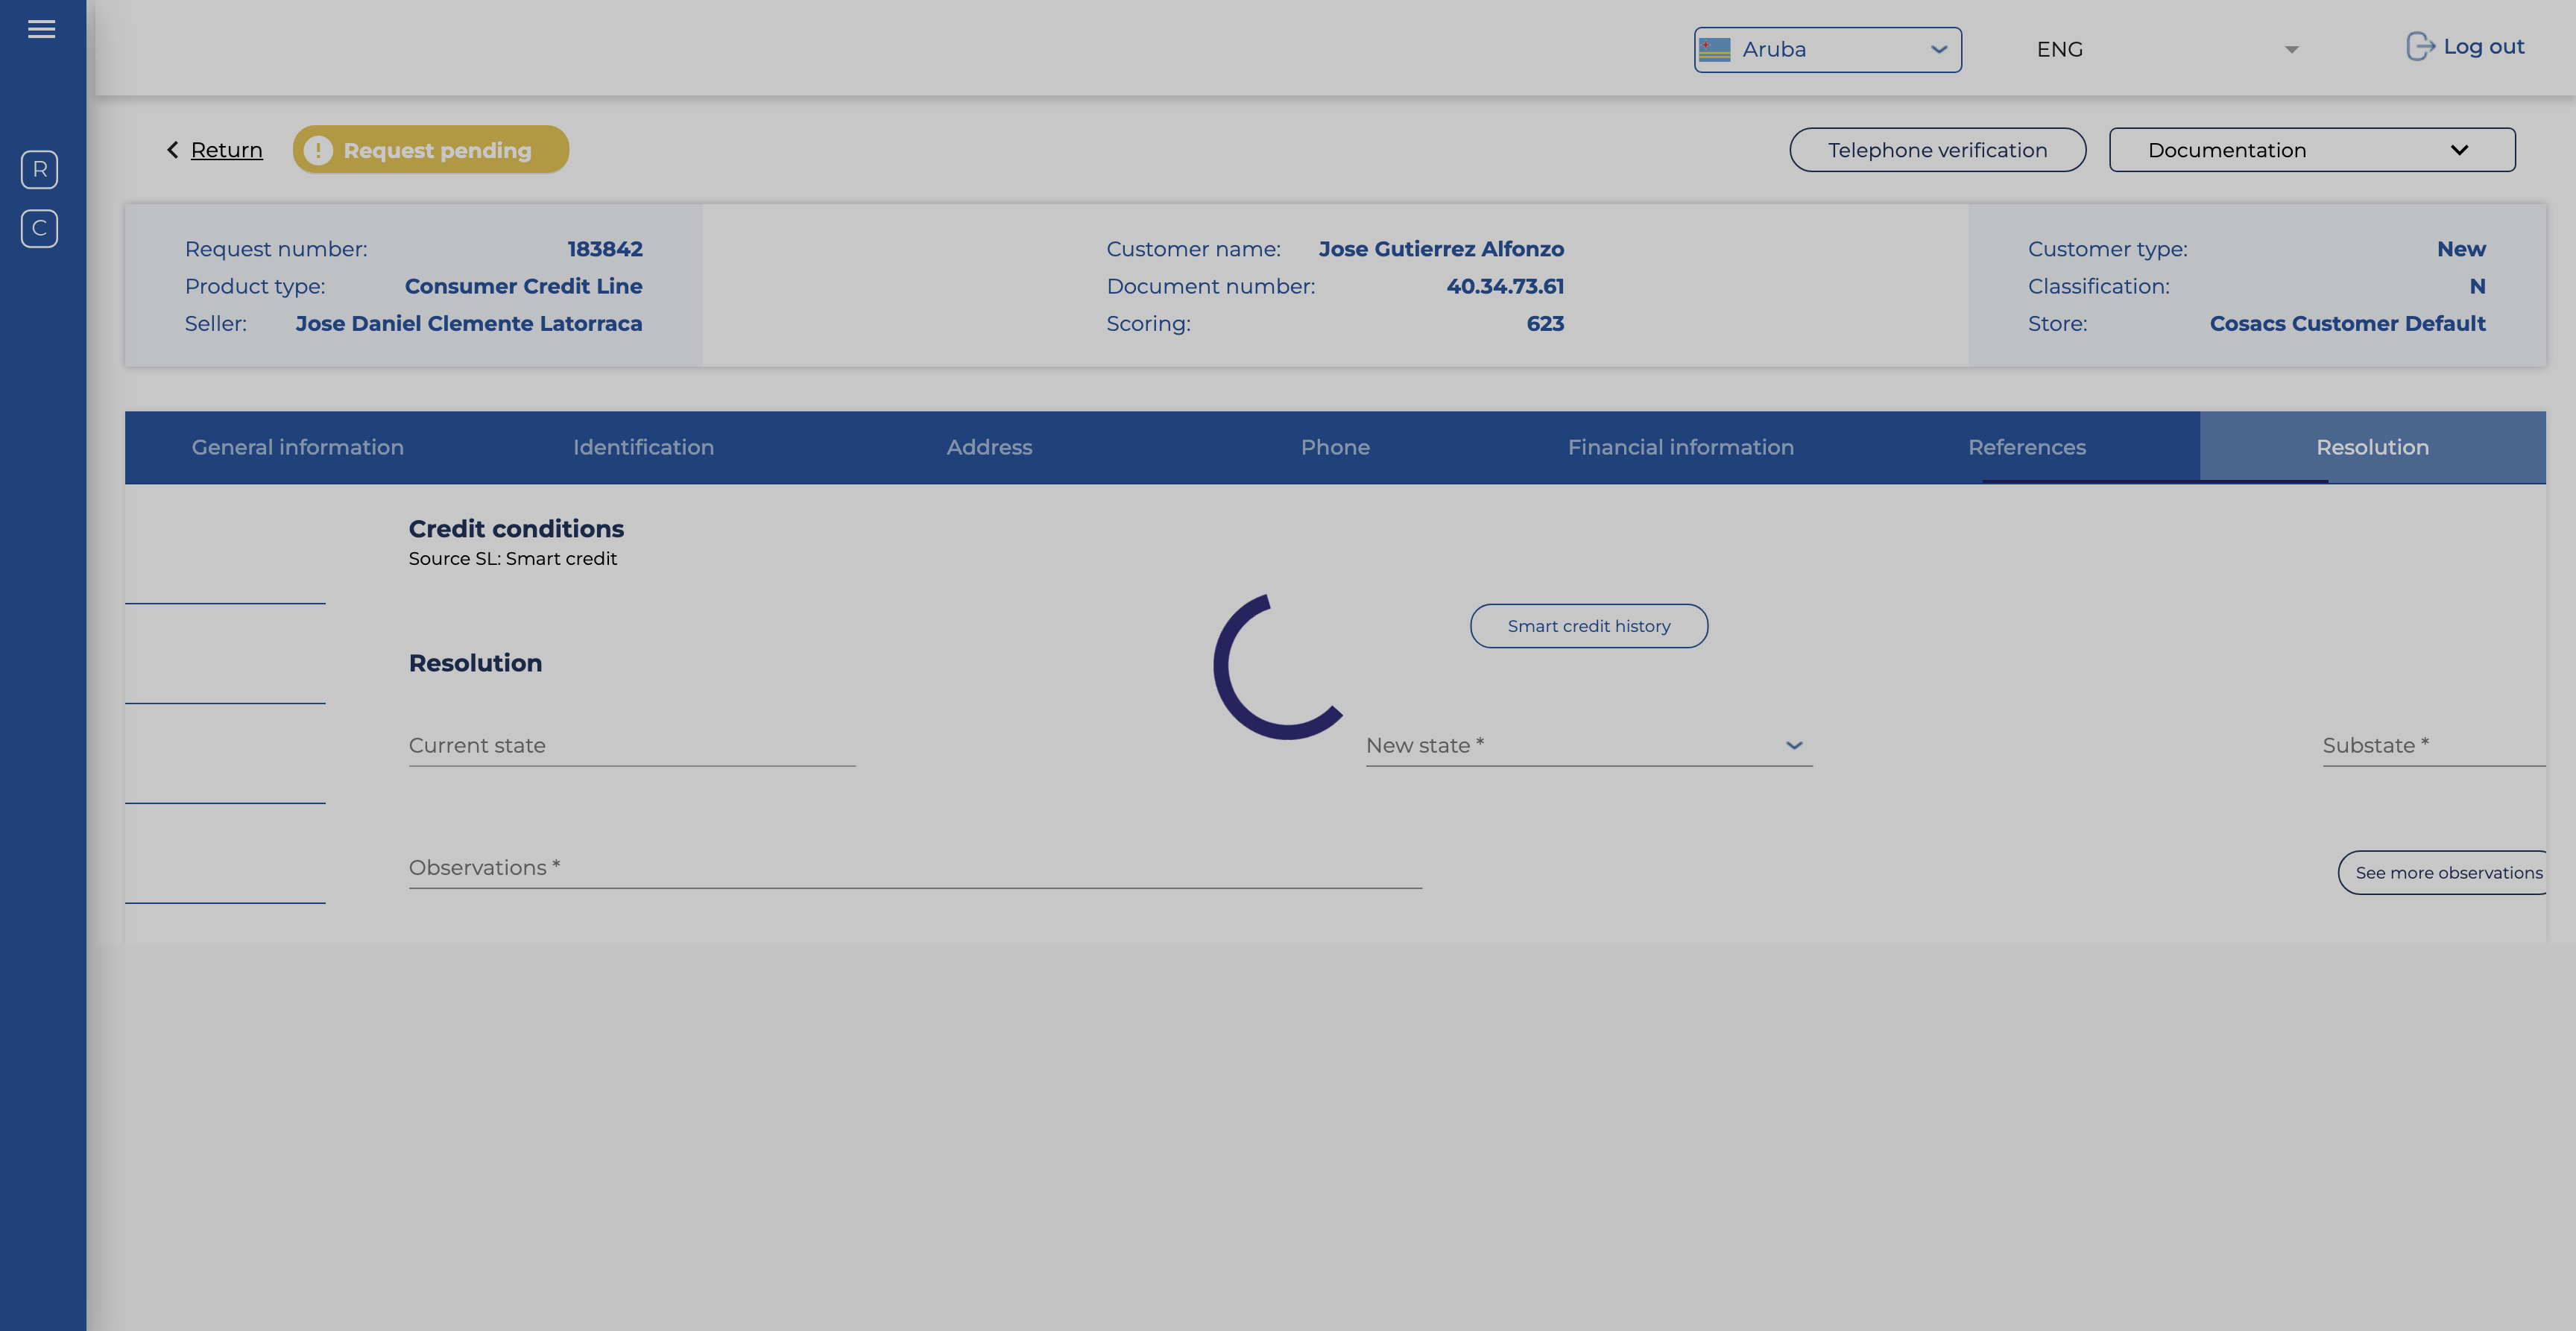 Aruba
ENG
Log out
R
C
Return
! Request pending
Telephone verification
Documentation
Request number: 183842
Product type: Consumer Credit Line
Seller: Jose Daniel Clemente Latorraca
Customer name: Jose Gutierrez Alfonzo
Document number: 40.34.73.61
Scoring: 623
Customer type: New
Classification: N
Store: Cosacs Customer Default
General information
Identification
Address
Phone
Financial information
References
Resolution
Credit conditions
Source SL: Smart credit
Smart credit history
Resolution
Current state
New state *
Substate *
Observations *
See more observations